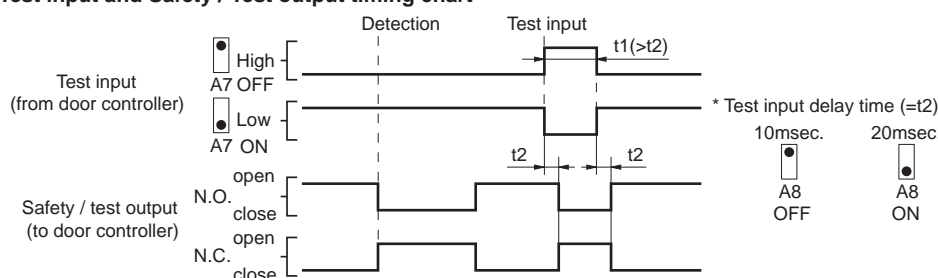 Test input and Safety / Test output timing chart
Detection
Test input
Test input
(from door controller)
High
A7 OFF
t1(>t2)
Low
A7 ON
* Test input delay time (=t2)
10msec.
20msec
A8
OFF
A8
ON
t2
t2
Safety / test output
(to door controller)
N.O.
open
close
N.C.
open
close